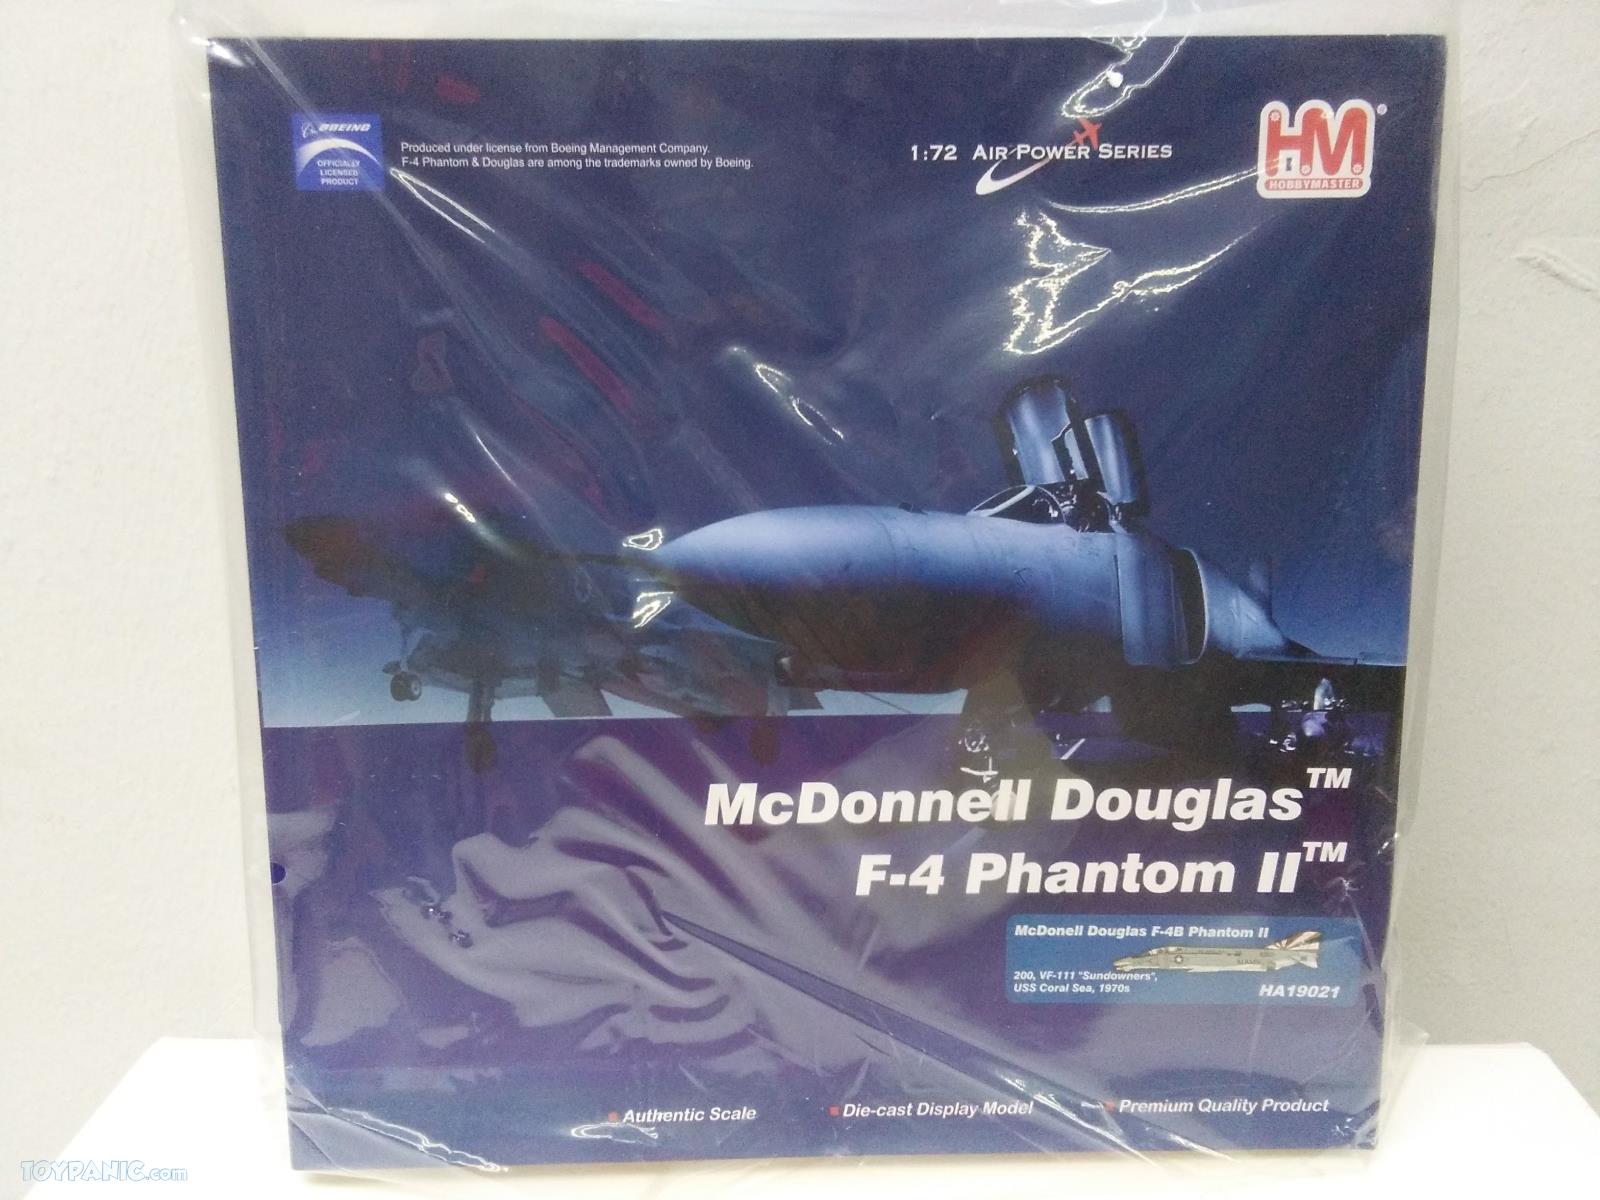 BOEING
OFFICIALLY
LICENSED
PRODUCT
Produced under license from Boeing Management Company.
F-4 Phantom & Douglas are among the trademarks owned by Boeing.
1:72 AIR POWER SERIES
HM
HOBBYMASTER
McDonnell Douglas™
F-4 Phantom II™
McDonell Douglas F-4B Phantom II
200, VF-111 "Sundowners",
USS Coral Sea, 1970s
HA19021
Authentic Scale
Die-cast Display Model
Premium Quality Product
TOYPANIC.com